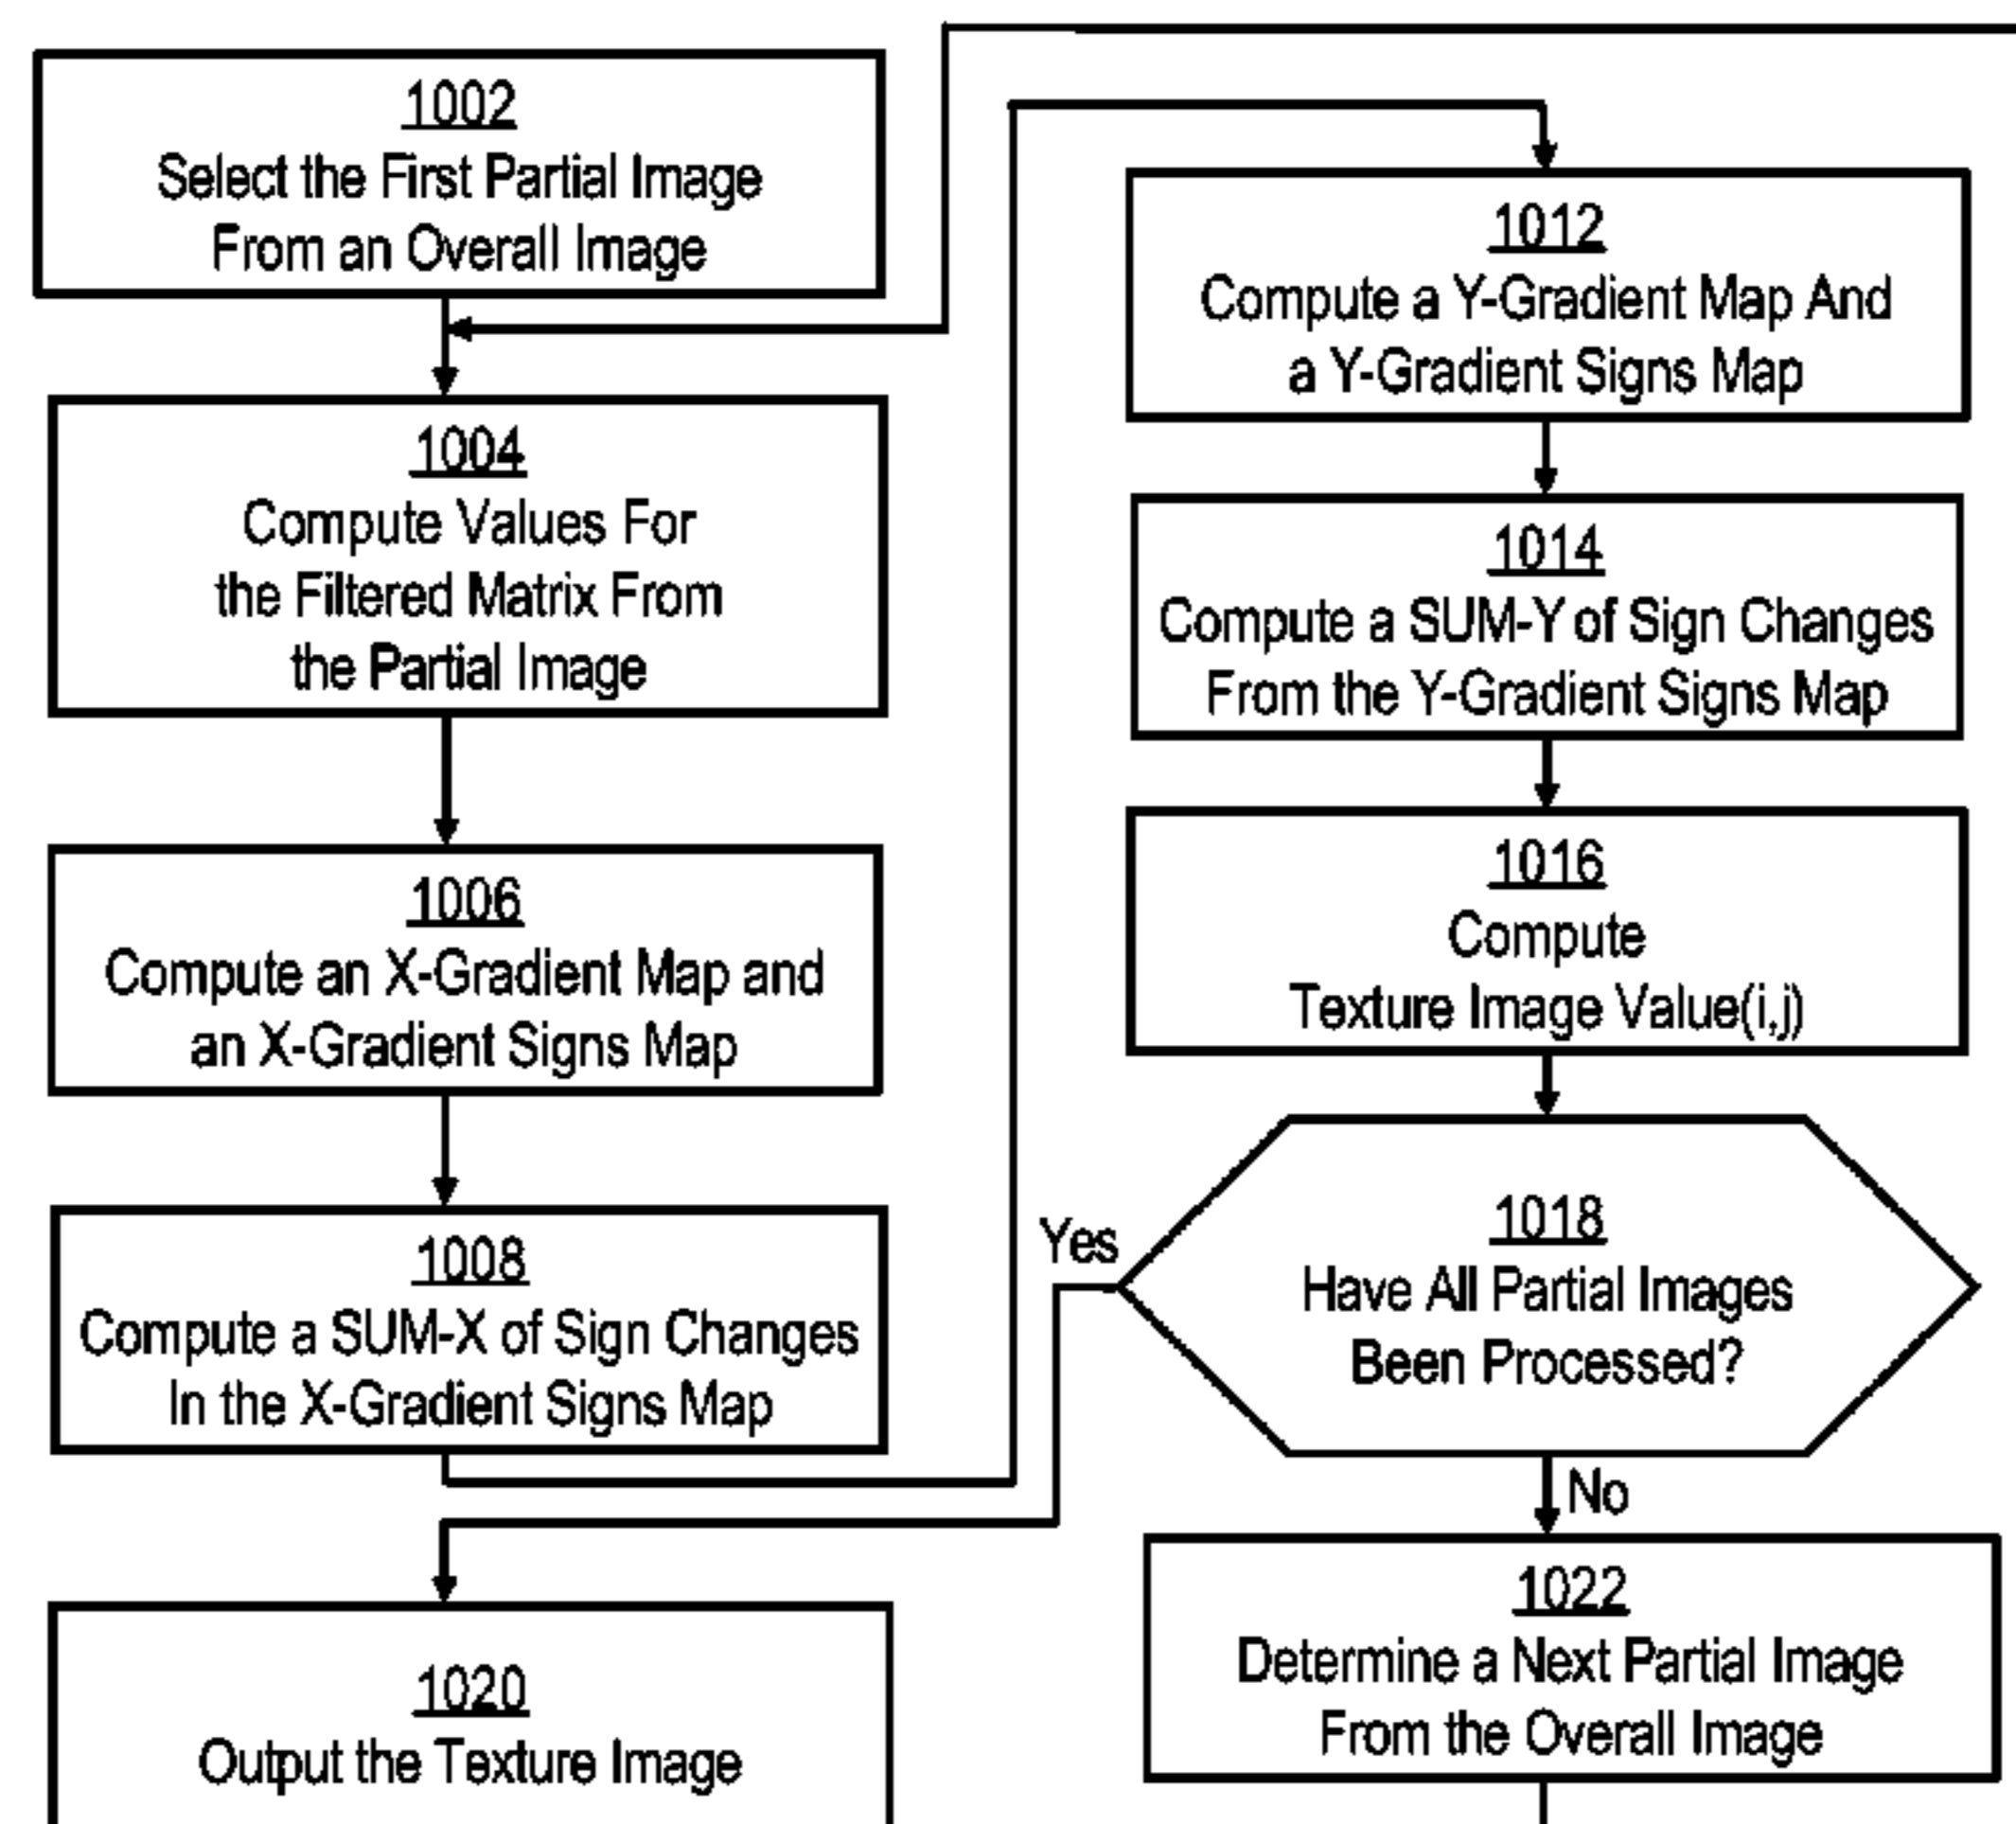 1002
Select the First Partial Image
From an Overall Image
1004
Compute Values For
the Filtered Matrix From
the Partial Image
1006
Compute an X-Gradient Map and
an X-Gradient Signs Map
1008
Compute a SUM-X of Sign Changes
In the X-Gradient Signs Map
1012
Compute a Y-Gradient Map And
a Y-Gradient Signs Map
1014
Compute a SUM-Y of Sign Changes
From the Y-Gradient Signs Map
1016
Compute
Texture Image Value(i,j)
1018
Have All Partial Images
Been Processed?
Yes
No
1020
Output the Texture Image
1022
Determine a Next Partial Image
From the Overall Image